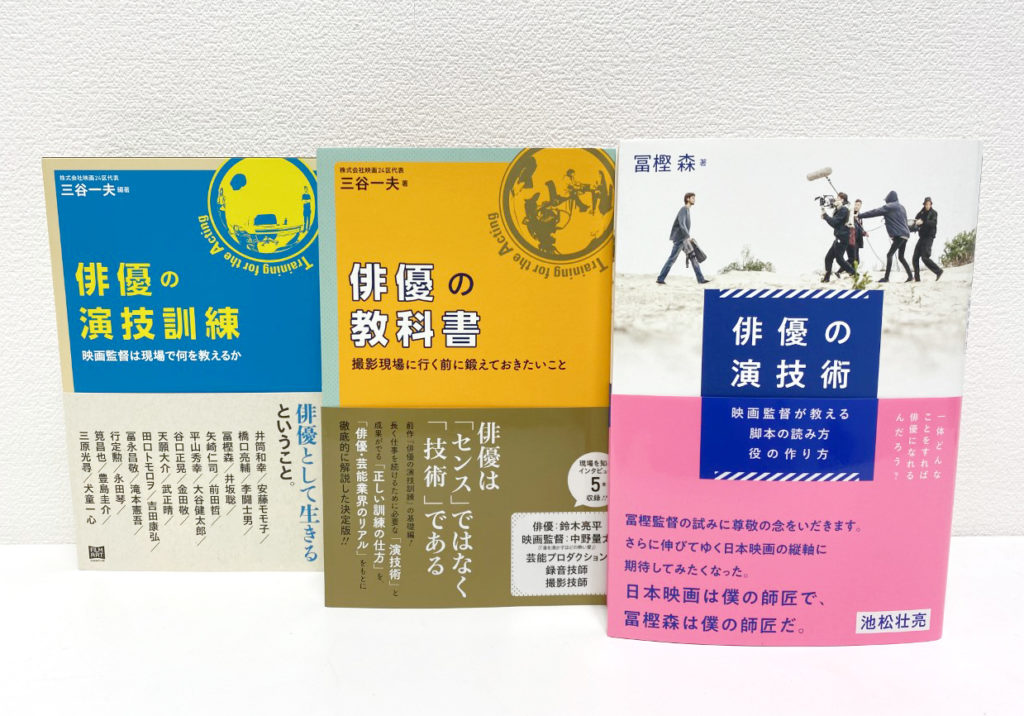 株式会社映画24区代表
三谷一夫 編著
Training for the Acting
俳優の
演技訓練
映画監督は現場で何を教えるか
俳優として生きる
ということ。
井筒和幸／安藤モモ子／
橋口亮輔／李闘士男／
冨樫森／井坂聡／
矢崎仁司／前田哲／
平山秀幸／大谷健太郎／
谷口正晃／金田敬／
天願大介／武正晴／
田口トモロヲ／吉田康弘／
冨永昌敬／滝本憲吾／
行定勲／永田琴／
筧昌也／豊島圭介／
三原光尋／犬童一心
FILM
ART
株式会社映画24区代表
三谷一夫 著
Training for the Acting
俳優の
教科書
撮影現場に行く前に鍛えておきたいこと
俳優は
「センス」ではなく
「技術」である
前作『俳優の演技訓練』の基礎編！
長く仕事を続けるために必要な「演技術」と
成果がでる「正しい訓練の仕方」を
「俳優・芸能業界のリアル」をもとに
徹底的に解説した決定版!!
現場を知る
インタビュー
5
収録!!
俳優：鈴木亮平
映画監督：中野量太
芸能プロダクション
録音技師
撮影技師
冨樫 森 著
俳優の
演技術
映画監督が教える
脚本の読み方
役の作り方
一体どんな
ことをすれば
俳優になれる
んだろう？
冨樫監督の試みに尊敬の念をいだきます。
さらに伸びてゆく日本映画の縦軸に
期待してみたくなった。
日本映画は僕の師匠で、
冨樫森は僕の師匠だ。
池松壮亮